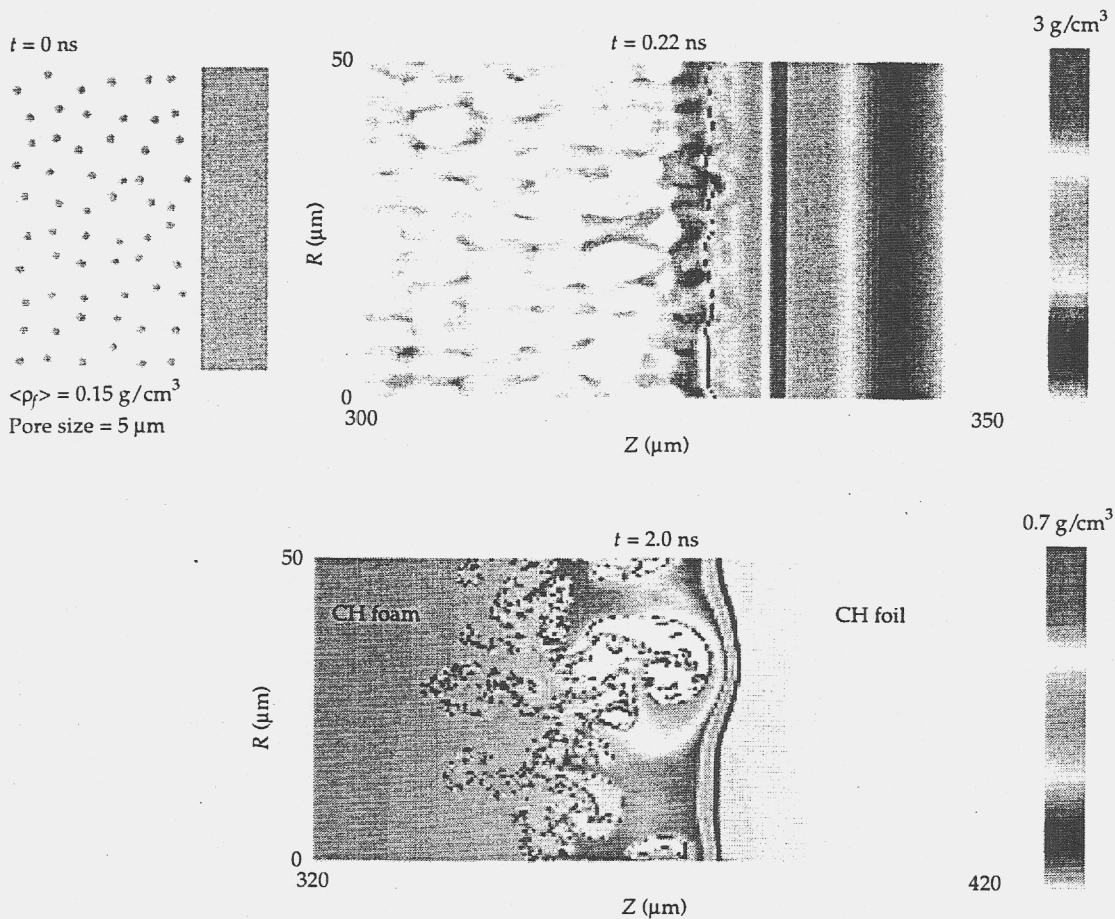 t = 0 ns
t = 0.22 ns
3 g/cm³
50
R (μm)
0
300
350
Z (μm)
<ρf> = 0.15 g/cm³
Pore size = 5 μm
t = 2.0 ns
0.7 g/cm³
50
CH foam
CH foil
R (μm)
0
320
420
Z (μm)